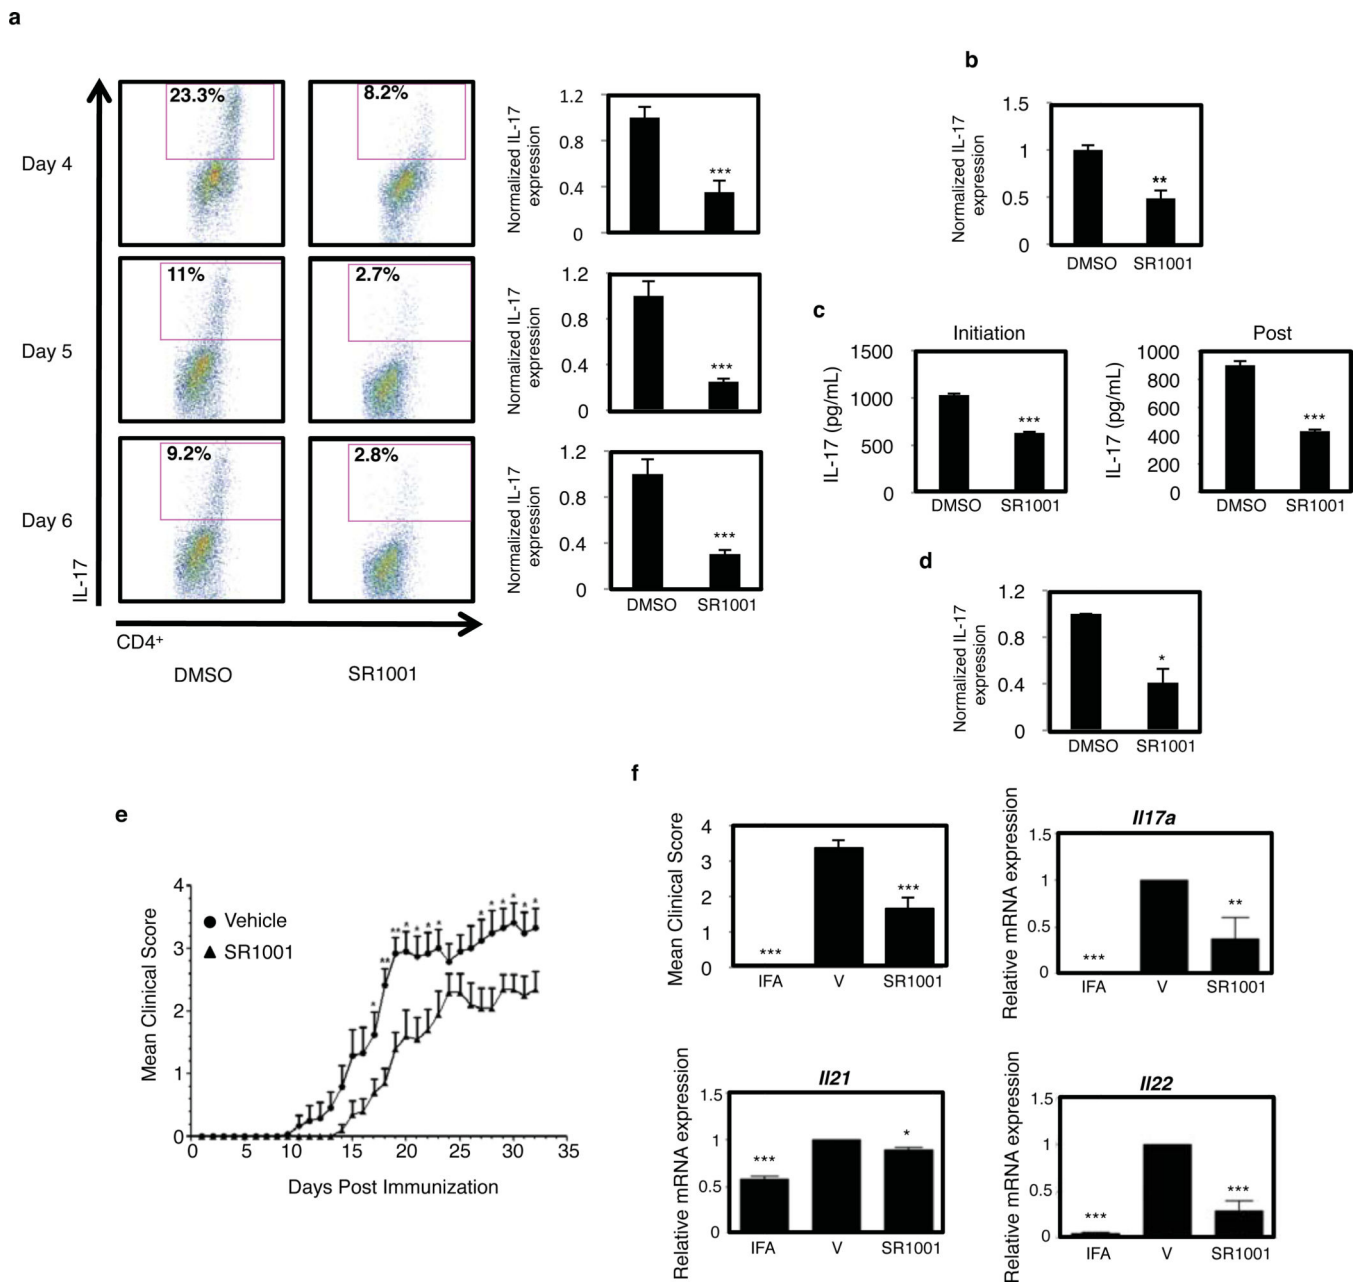 a
Day 4
23.3%
8.2%
Normalized IL-17
expression
1.2
0.8
0.4
0
***
Day 5
11%
2.7%
Normalized IL-17
expression
1.2
0.8
0.4
0
***
Day 6
9.2%
2.8%
Normalized IL-17
expression
1.2
0.8
0.4
0
***
DMSO SR1001
IL-17
CD4+
DMSO
SR1001
b
Normalized IL-17
expression
1.5
1
0.5
0
**
DMSO SR1001
c
Initiation
IL-17 (pg/mL)
1500
1000
500
0
***
DMSO SR1001
Post
IL-17 (pg/mL)
1000
800
600
400
200
0
***
DMSO SR1001
d
Normalized IL-17
expression
1.2
0.8
0.4
0
*
DMSO SR1001
e
Mean Clinical Score
4
3
2
1
0
Vehicle
SR1001
* ** ** * * * * * * * * * *
0 5 10 15 20 25 30 35
Days Post Immunization
f
Mean Clinical Score
4
3
2
1
0
***
***
IFA V SR1001
Il17a
Relative mRNA expression
1.5
1
0.5
0
***
**
IFA V SR1001
Il21
Relative mRNA expression
1.5
1
0.5
0
***
*
IFA V SR1001
Il22
Relative mRNA expression
1.5
1
0.5
0
***
***
IFA V SR1001